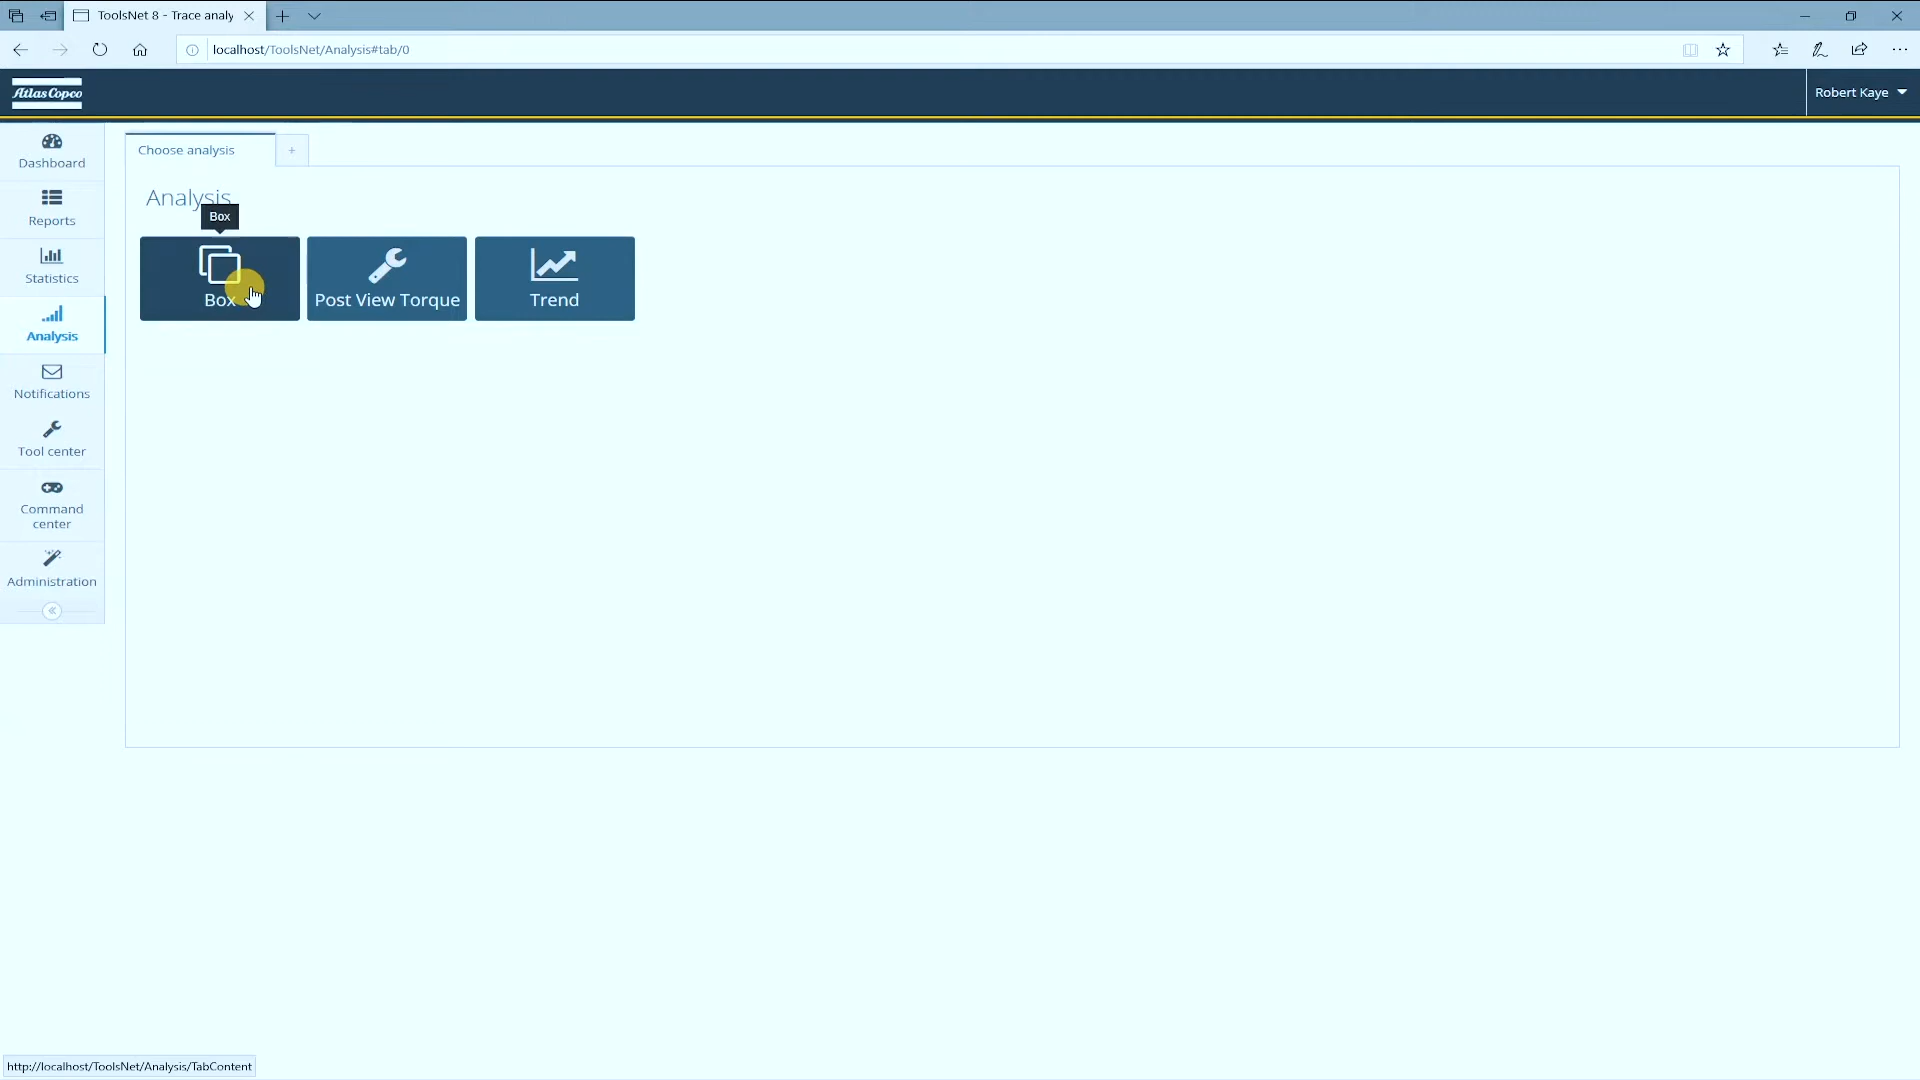 ToolsNet 8 - Trace analy
localhost/ToolsNet/Analysis#tab/0
Atlas Copco
Robert Kaye
Dashboard
Reports
Statistics
Analysis
Notifications
Tool center
Command
center
Administration
Choose analysis
+
Analysis
Box
Box
Post View Torque
Trend
http://localhost/ToolsNet/Analysis/TabContent